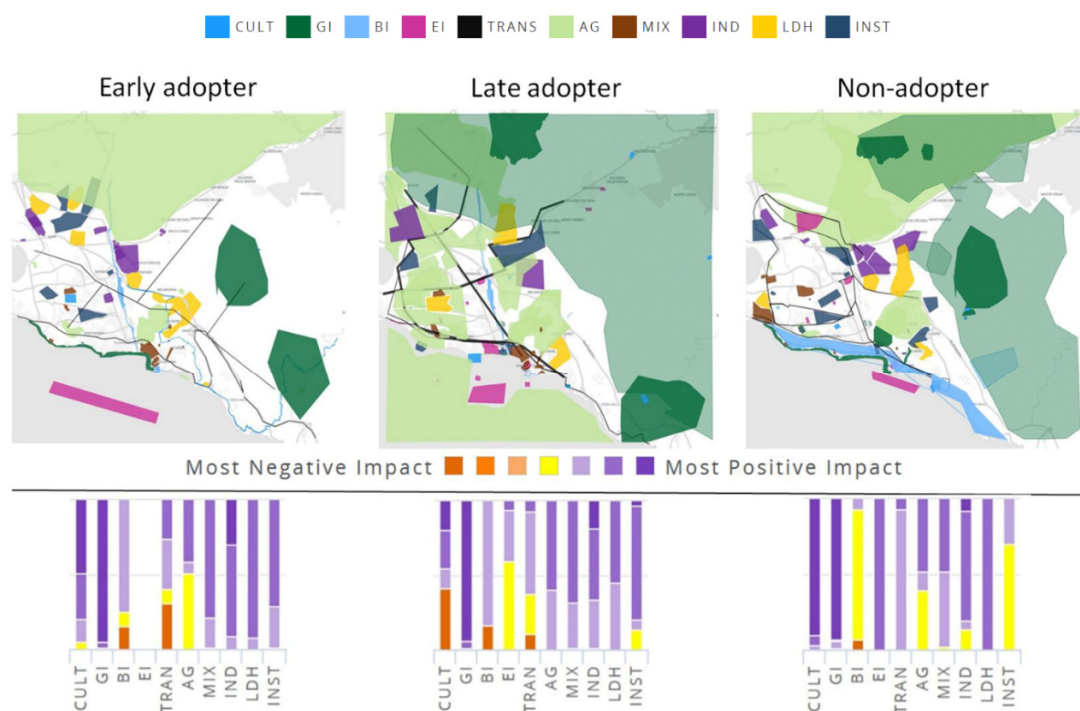 CULT GI BI EI TRANS AG MIX IND LDH INST
Early adopter Late adopter Non-adopter
Most Negative Impact Most Positive Impact
CULT GI BI EI TRAN AG MIX IND LDH INST
CULT GI BI EI TRAN AG MIX IND LDH INST
CULT GI BI EI TRAN AG MIX IND LDH INST